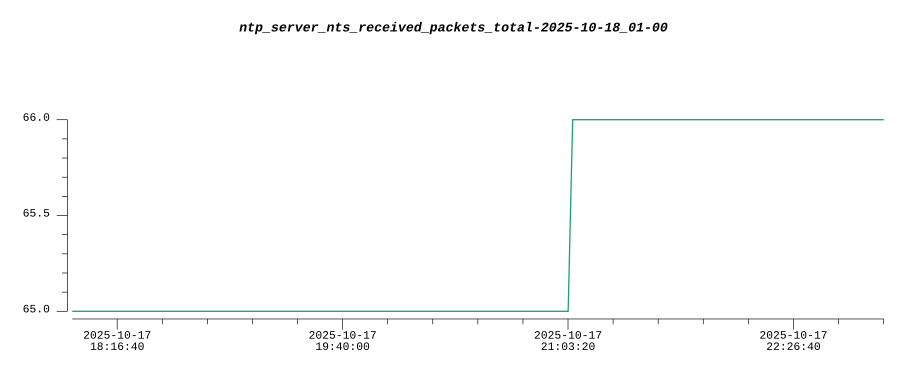 ntp_server_nts_received_packets_total-2025-10-18_01-00
66.0
65.5
65.0
2025-10-17 2025-10-17 2025-10-17 2025-10-17
18:16:40 19:40:00 21:03:20 22:26:40